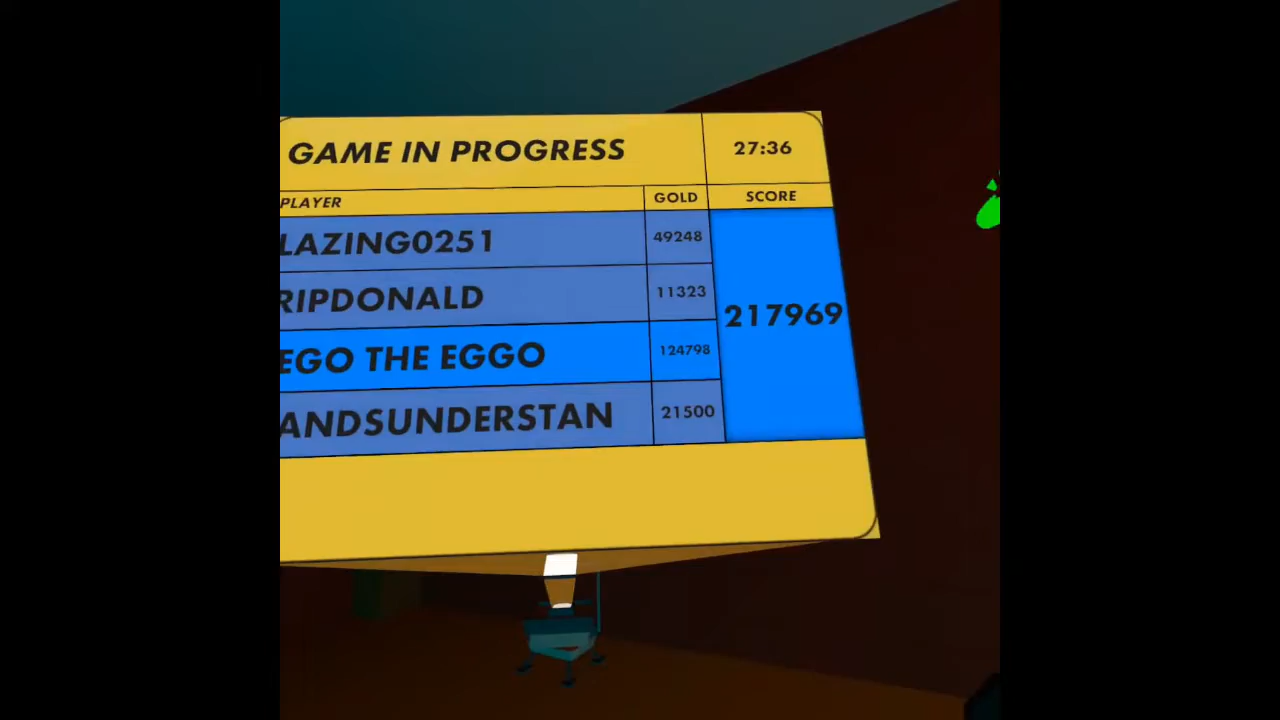 GAME IN PROGRESS 27:36
PLAYER GOLD SCORE
LAZING0251 49248
RIPDONALD 11323
217969
EGO THE EGGO 124798
ANDSUNDERSTAN 21500